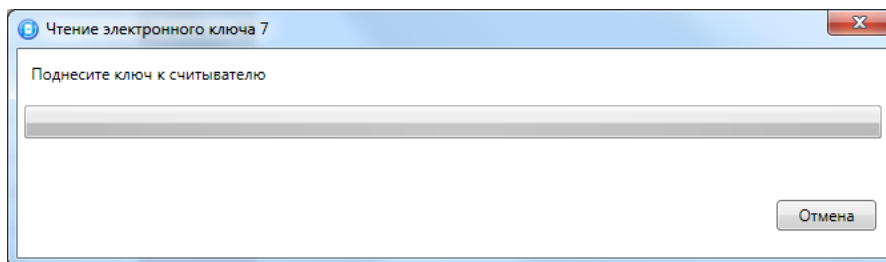 Чтение электронного ключа 7
Поднесите ключ к считывателю
Отмена